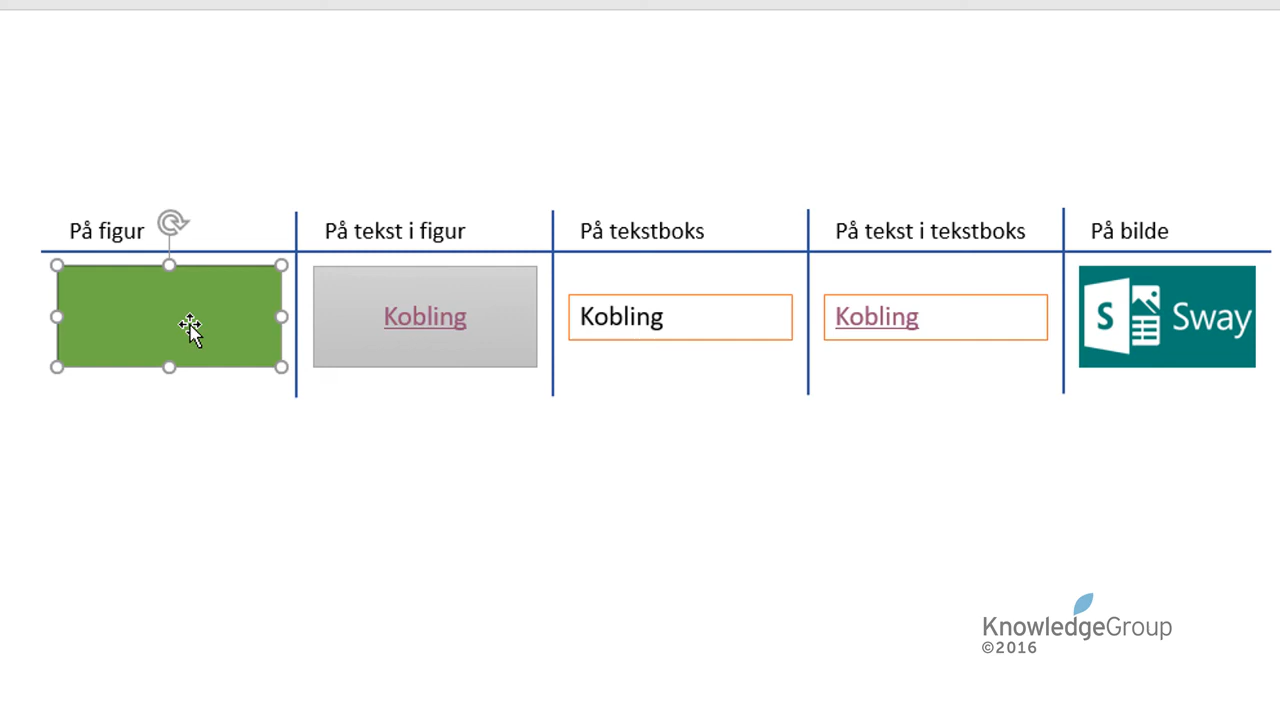 På figur
På tekst i figur
På tekstboks
På tekst i tekstboks
På bilde
Kobling
Kobling
Kobling
S Sway
KnowledgeGroup
©2016